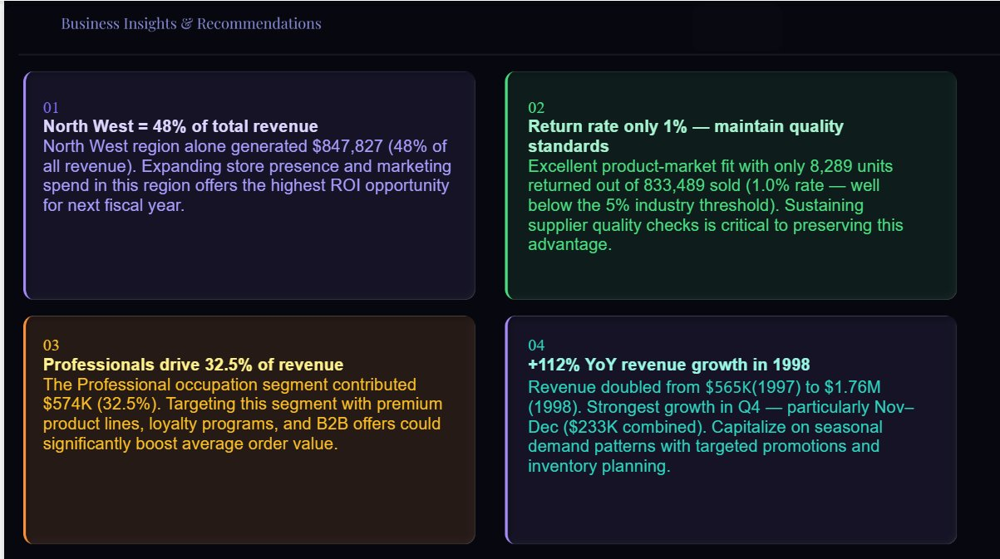 Business Insights & Recommendations
01
North West = 48% of total revenue
North West region alone generated $847,827 (48% of
all revenue). Expanding store presence and marketing
spend in this region offers the highest ROI opportunity
for next fiscal year.
02
Return rate only 1% — maintain quality
standards
Excellent product-market fit with only 8,289 units
returned out of 833,489 sold (1.0% rate — well
below the 5% industry threshold). Sustaining
supplier quality checks is critical to preserving this
advantage.
03
Professionals drive 32.5% of revenue
The Professional occupation segment contributed
$574K (32.5%). Targeting this segment with premium
product lines, loyalty programs, and B2B offers could
significantly boost average order value.
04
+112% YoY revenue growth in 1998
Revenue doubled from $565K(1997) to $1.76M
(1998). Strongest growth in Q4 — particularly Nov–
Dec ($233K combined). Capitalize on seasonal
demand patterns with targeted promotions and
inventory planning.